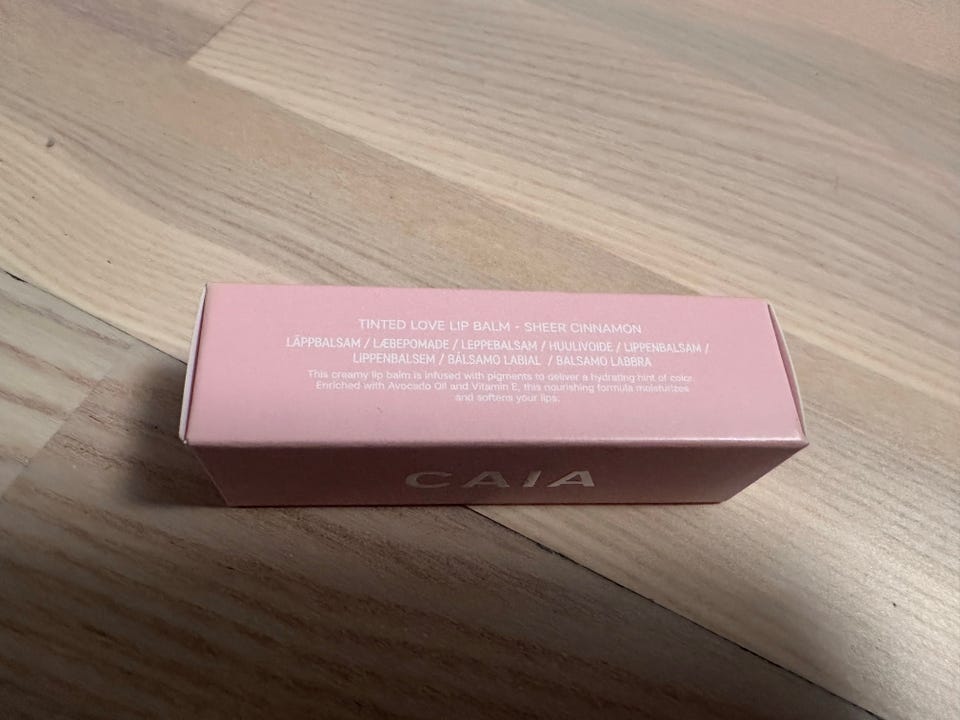 TINTED LOVE LIP BALM - SHEER CINNAMON
LÄPPBALSAM / LÆBEPOMADE / LEPPEBALSAM / HUULIVOIDE / LIPPENBALSAM /
LIPPENBALSEM / BÁLSAMO LABIAL / BALSAMO LABBRA
This creamy lip balm is infused with pigments to deliver a hydrating hint of color.
Enriched with Avocado Oil and Vitamin E, this nourishing formula moisturizes
and softens your lips.
CAIA